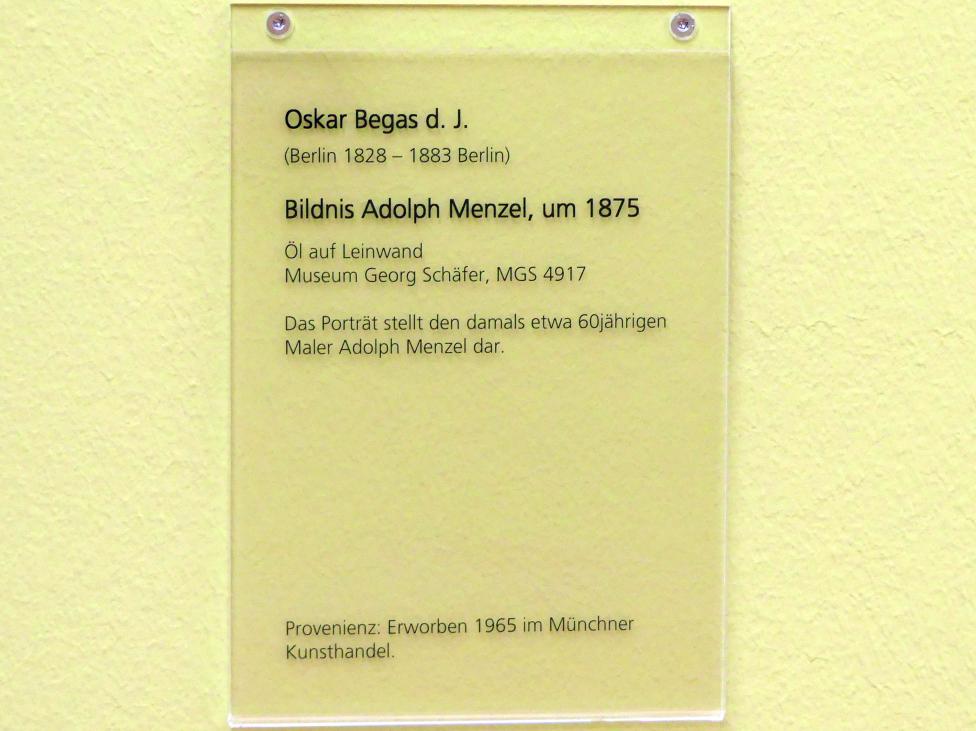 Oskar Begas d. J.
(Berlin 1828 – 1883 Berlin)
Bildnis Adolph Menzel, um 1875
Öl auf Leinwand
Museum Georg Schäfer, MGS 4917
Das Porträt stellt den damals etwa 60jährigen
Maler Adolph Menzel dar.
Provenienz: Erworben 1965 im Münchner
Kunsthandel.